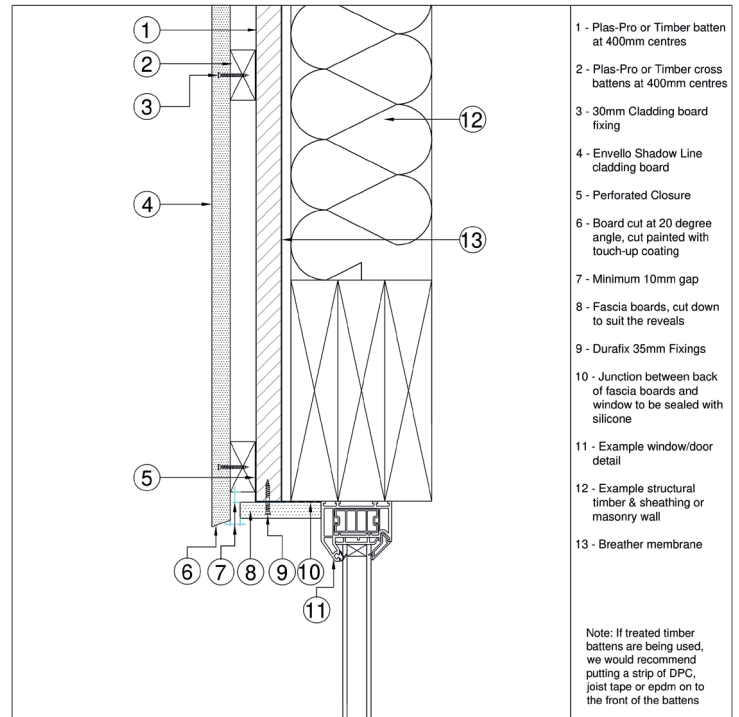 1
2
3
4
12
13
5
6
7
8
9
10
11
1 - Plas-Pro or Timber batten
at 400mm centres
2 - Plas-Pro or Timber cross
battens at 400mm centres
3 - 30mm Cladding board
fixing
4 - Envello Shadow Line
cladding board
5 - Perforated Closure
6 - Board cut at 20 degree
angle, cut painted with
touch-up coating
7 - Minimum 10mm gap
8 - Fascia boards, cut down
to suit the reveals
9 - Durafix 35mm Fixings
10 - Junction between back
of fascia boards and
window to be sealed with
silicone
11 - Example window/door
detail
12 - Example structural
timber & sheathing or
masonry wall
13 - Breather membrane
Note: If treated timber
battens are being used,
we would recommend
putting a strip of DPC,
joist tape or epdm on to
the front of the battens